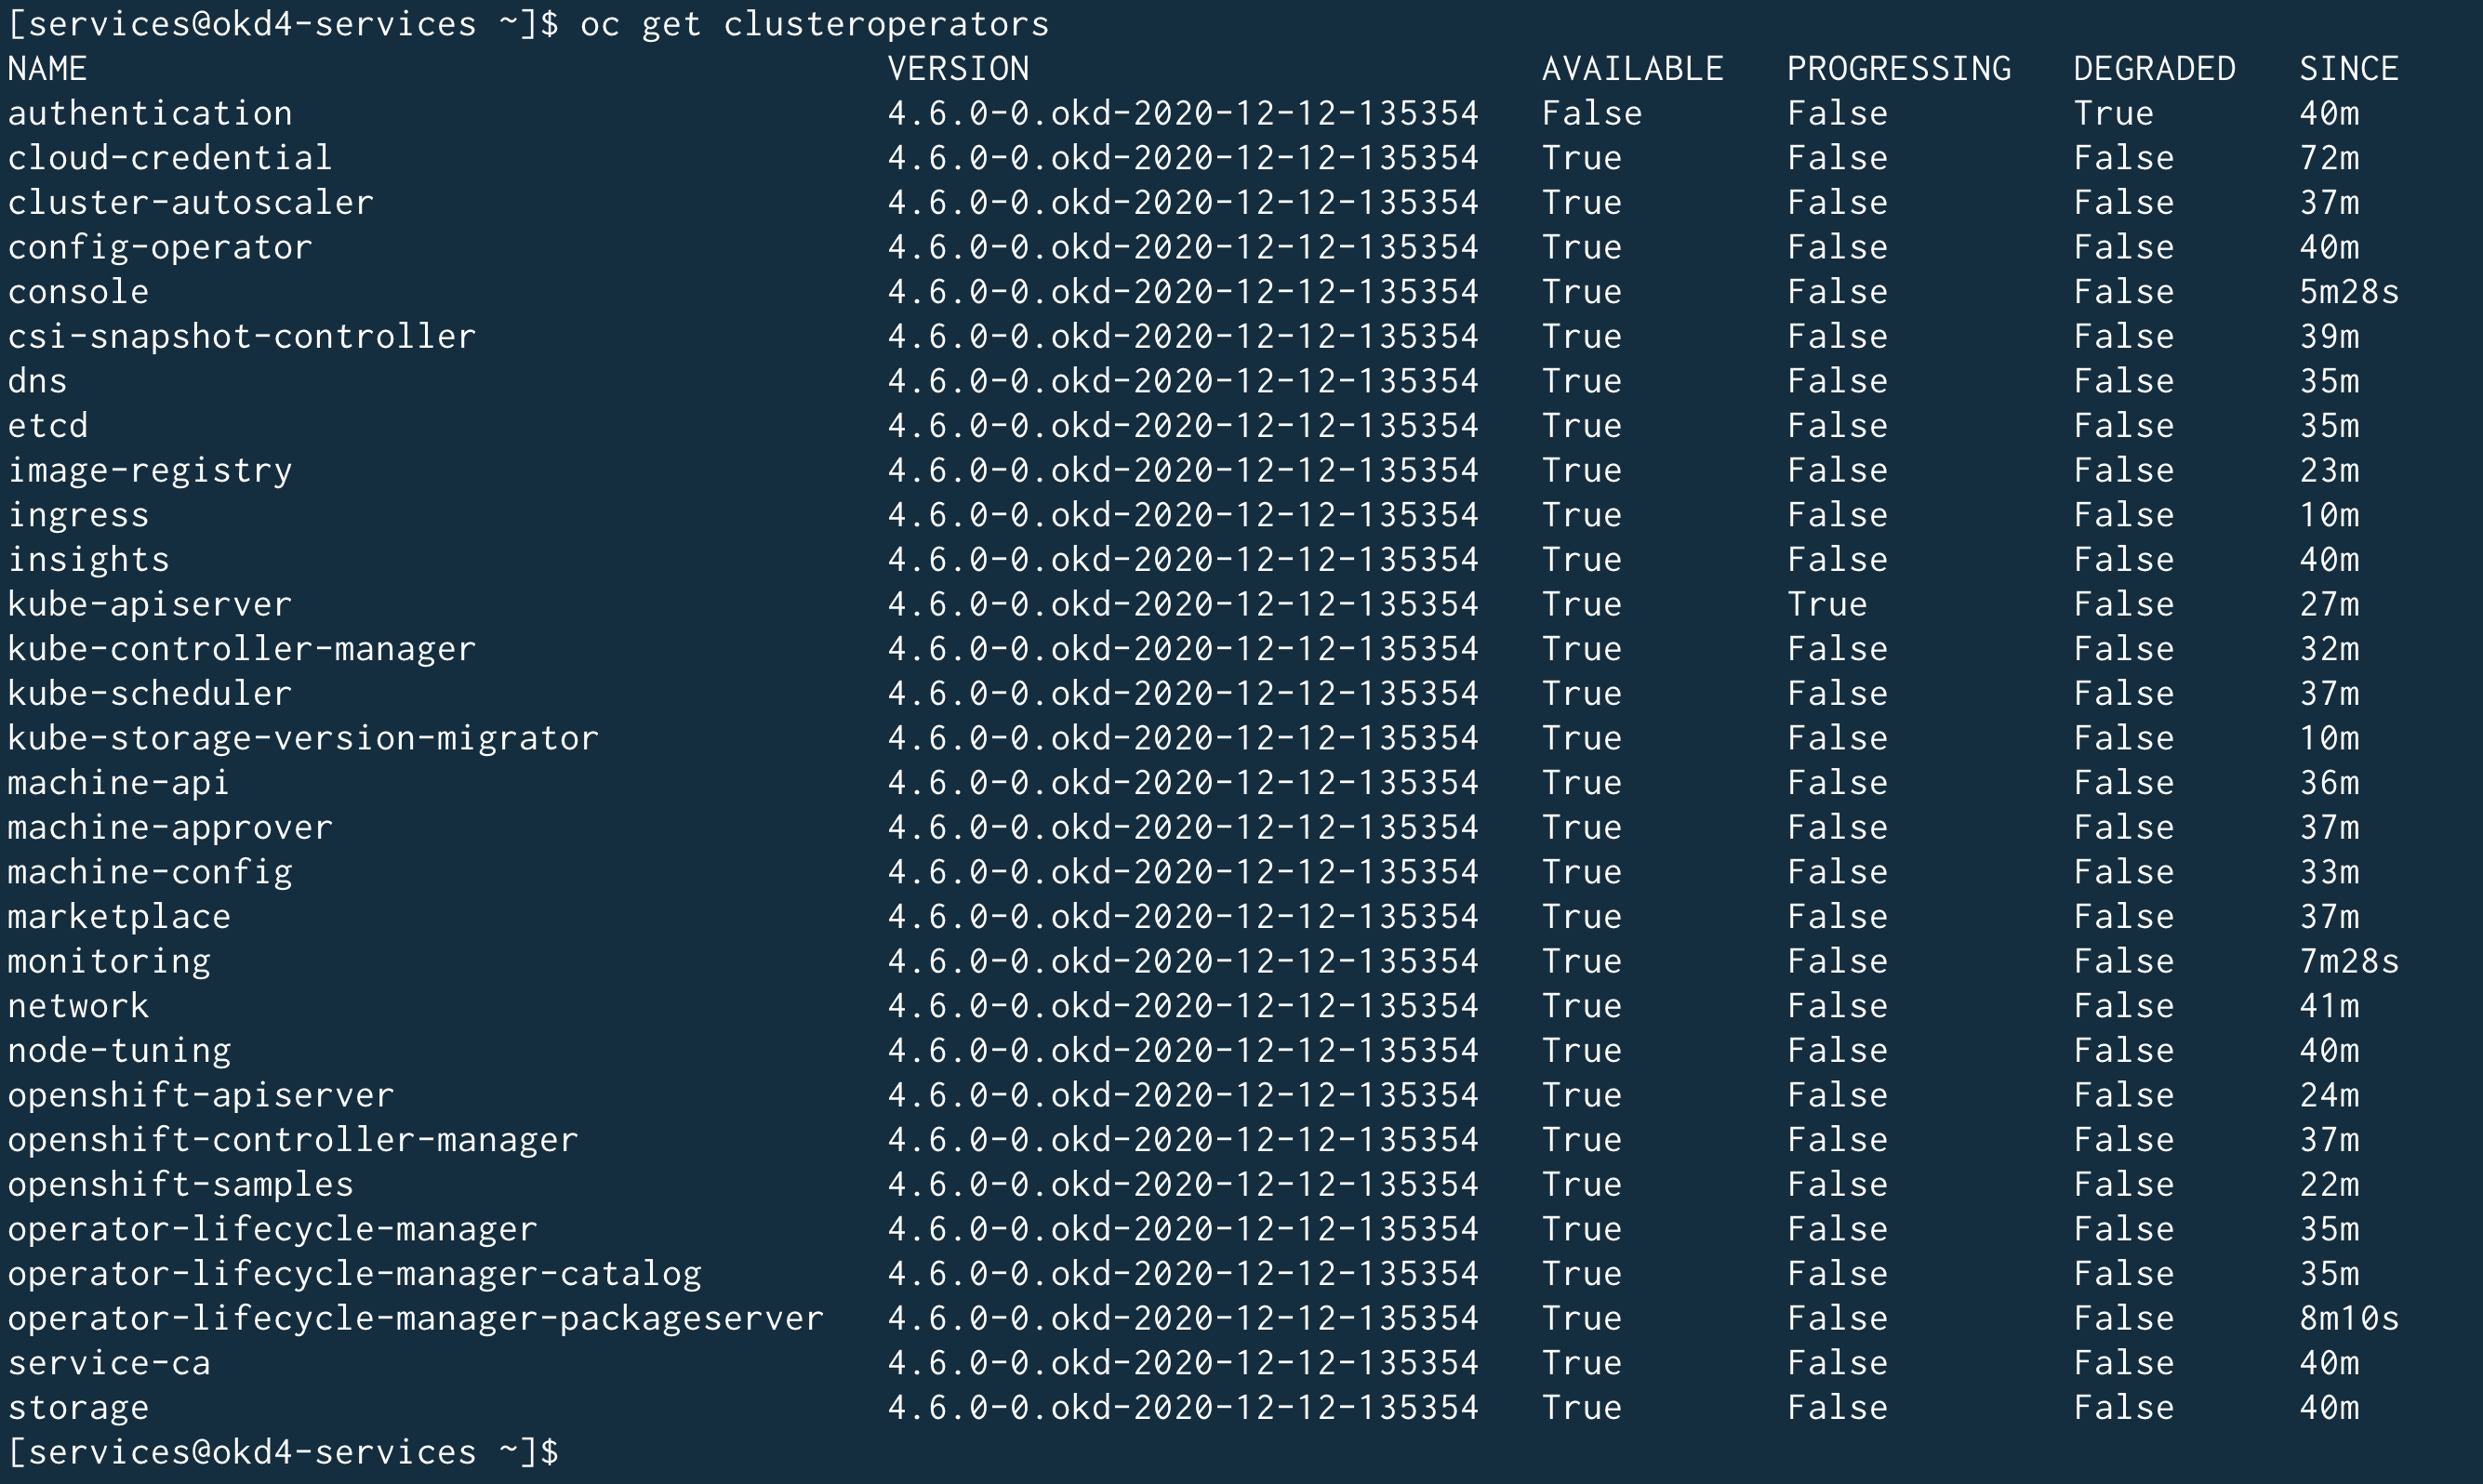 [services@okd4-services ~]$ oc get clusteroperators
NAME                                       VERSION                         AVAILABLE   PROGRESSING   DEGRADED   SINCE
authentication                             4.6.0-0.okd-2020-12-12-135354   False       False         True       40m
cloud-credential                           4.6.0-0.okd-2020-12-12-135354   True        False         False      72m
cluster-autoscaler                         4.6.0-0.okd-2020-12-12-135354   True        False         False      37m
config-operator                            4.6.0-0.okd-2020-12-12-135354   True        False         False      40m
console                                    4.6.0-0.okd-2020-12-12-135354   True        False         False      5m28s
csi-snapshot-controller                    4.6.0-0.okd-2020-12-12-135354   True        False         False      39m
dns                                        4.6.0-0.okd-2020-12-12-135354   True        False         False      35m
etcd                                       4.6.0-0.okd-2020-12-12-135354   True        False         False      35m
image-registry                             4.6.0-0.okd-2020-12-12-135354   True        False         False      23m
ingress                                    4.6.0-0.okd-2020-12-12-135354   True        False         False      10m
insights                                   4.6.0-0.okd-2020-12-12-135354   True        False         False      40m
kube-apiserver                             4.6.0-0.okd-2020-12-12-135354   True        True          False      27m
kube-controller-manager                    4.6.0-0.okd-2020-12-12-135354   True        False         False      32m
kube-scheduler                             4.6.0-0.okd-2020-12-12-135354   True        False         False      37m
kube-storage-version-migrator              4.6.0-0.okd-2020-12-12-135354   True        False         False      10m
machine-api                                4.6.0-0.okd-2020-12-12-135354   True        False         False      36m
machine-approver                           4.6.0-0.okd-2020-12-12-135354   True        False         False      37m
machine-config                             4.6.0-0.okd-2020-12-12-135354   True        False         False      33m
marketplace                                4.6.0-0.okd-2020-12-12-135354   True        False         False      37m
monitoring                                 4.6.0-0.okd-2020-12-12-135354   True        False         False      7m28s
network                                    4.6.0-0.okd-2020-12-12-135354   True        False         False      41m
node-tuning                                4.6.0-0.okd-2020-12-12-135354   True        False         False      40m
openshift-apiserver                        4.6.0-0.okd-2020-12-12-135354   True        False         False      24m
openshift-controller-manager               4.6.0-0.okd-2020-12-12-135354   True        False         False      37m
openshift-samples                          4.6.0-0.okd-2020-12-12-135354   True        False         False      22m
operator-lifecycle-manager                 4.6.0-0.okd-2020-12-12-135354   True        False         False      35m
operator-lifecycle-manager-catalog         4.6.0-0.okd-2020-12-12-135354   True        False         False      35m
operator-lifecycle-manager-packageserver   4.6.0-0.okd-2020-12-12-135354   True        False         False      8m10s
service-ca                                 4.6.0-0.okd-2020-12-12-135354   True        False         False      40m
storage                                    4.6.0-0.okd-2020-12-12-135354   True        False         False      40m
[services@okd4-services ~]$